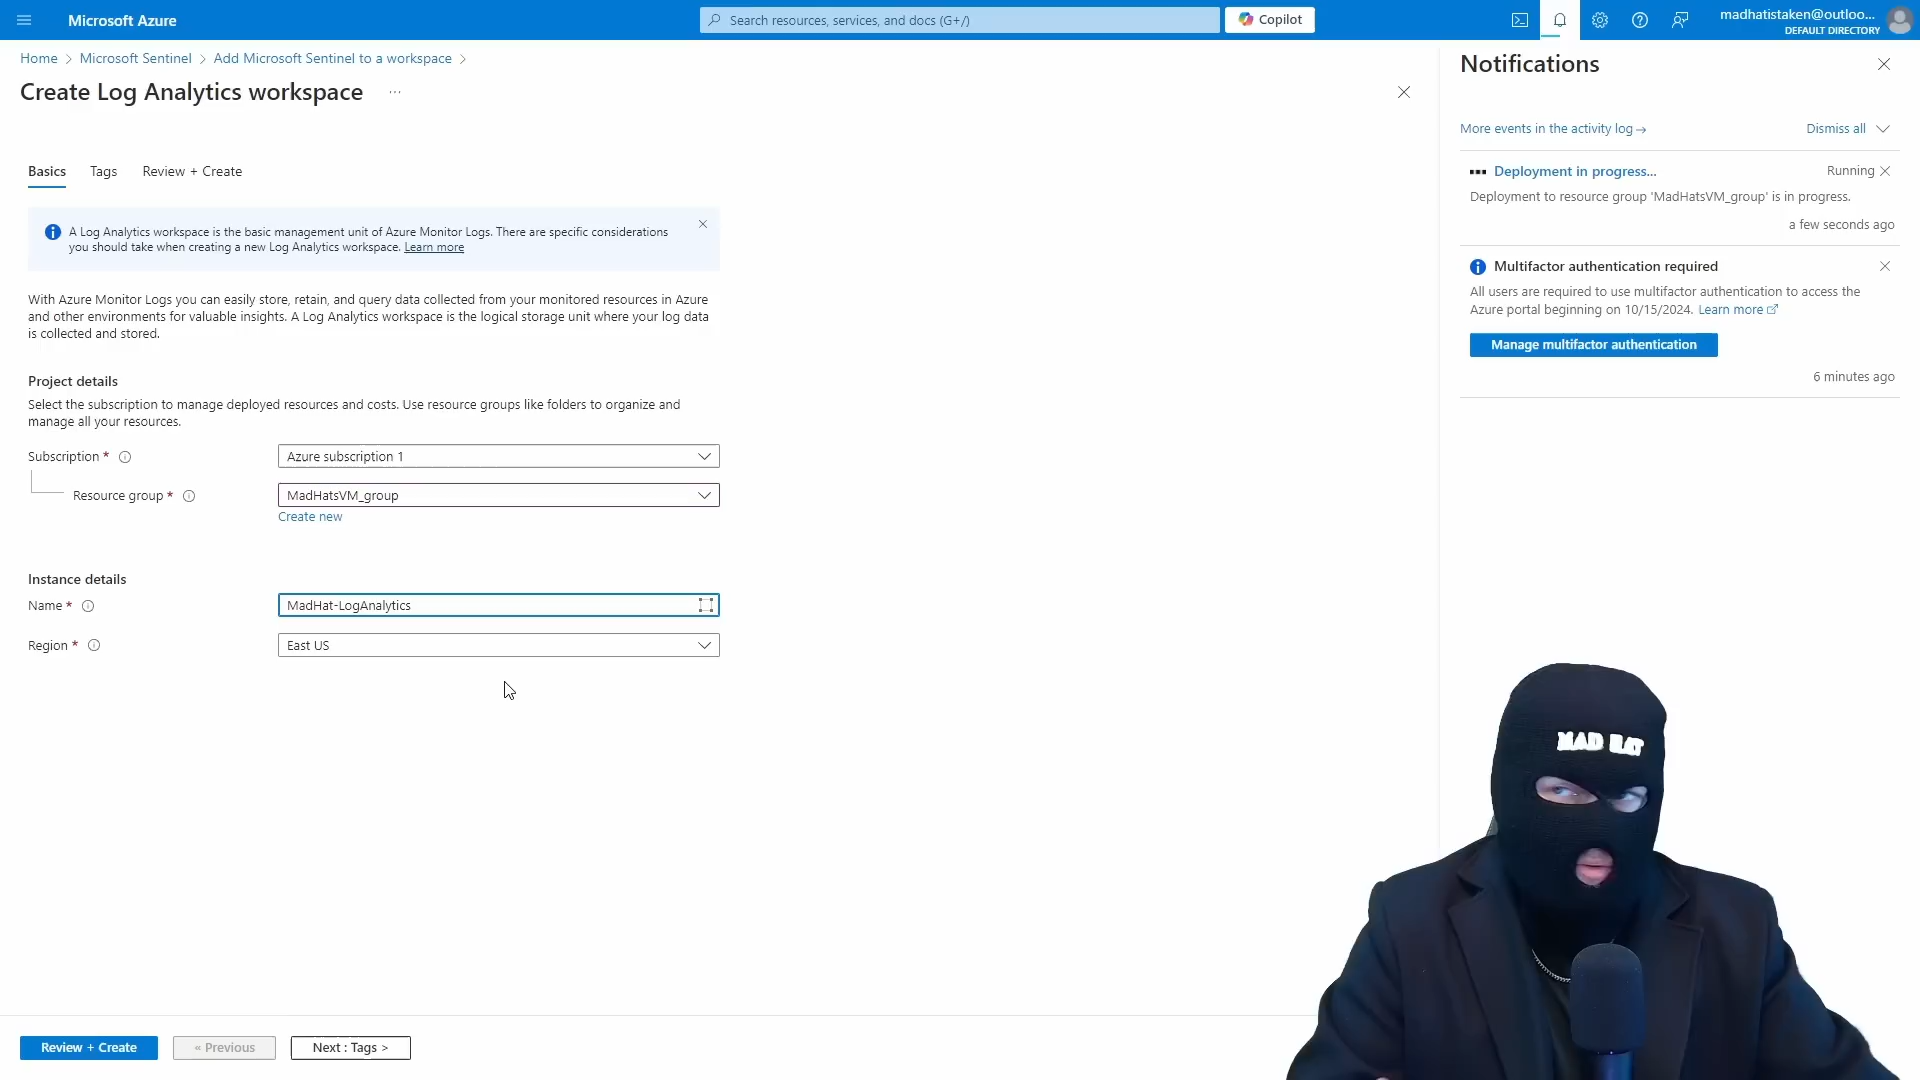 Microsoft Azure
Search resources, services, and docs (G+/)
Copilot
madhatistaken@outloo...
DEFAULT DIRECTORY
Home > Microsoft Sentinel > Add Microsoft Sentinel to a workspace >
Create Log Analytics workspace ...
Basics
Tags
Review + Create
A Log Analytics workspace is the basic management unit of Azure Monitor Logs. There are specific considerations
you should take when creating a new Log Analytics workspace. Learn more
With Azure Monitor Logs you can easily store, retain, and query data collected from your monitored resources in Azure
and other environments for valuable insights. A Log Analytics workspace is the logical storage unit where your log data
is collected and stored.
Project details
Select the subscription to manage deployed resources and costs. Use resource groups like folders to organize and
manage all your resources.
Subscription *
Azure subscription 1
Resource group *
MadHatsVM_group
Create new
Instance details
Name *
MadHat-LogAnalytics
Region *
East US
Review + Create
« Previous
Next : Tags >
Notifications
More events in the activity log →
Dismiss all
Deployment in progress...
Running
Deployment to resource group 'MadHatsVM_group' is in progress.
a few seconds ago
Multifactor authentication required
All users are required to use multifactor authentication to access the
Azure portal beginning on 10/15/2024. Learn more
Manage multifactor authentication
6 minutes ago
MAD HAT